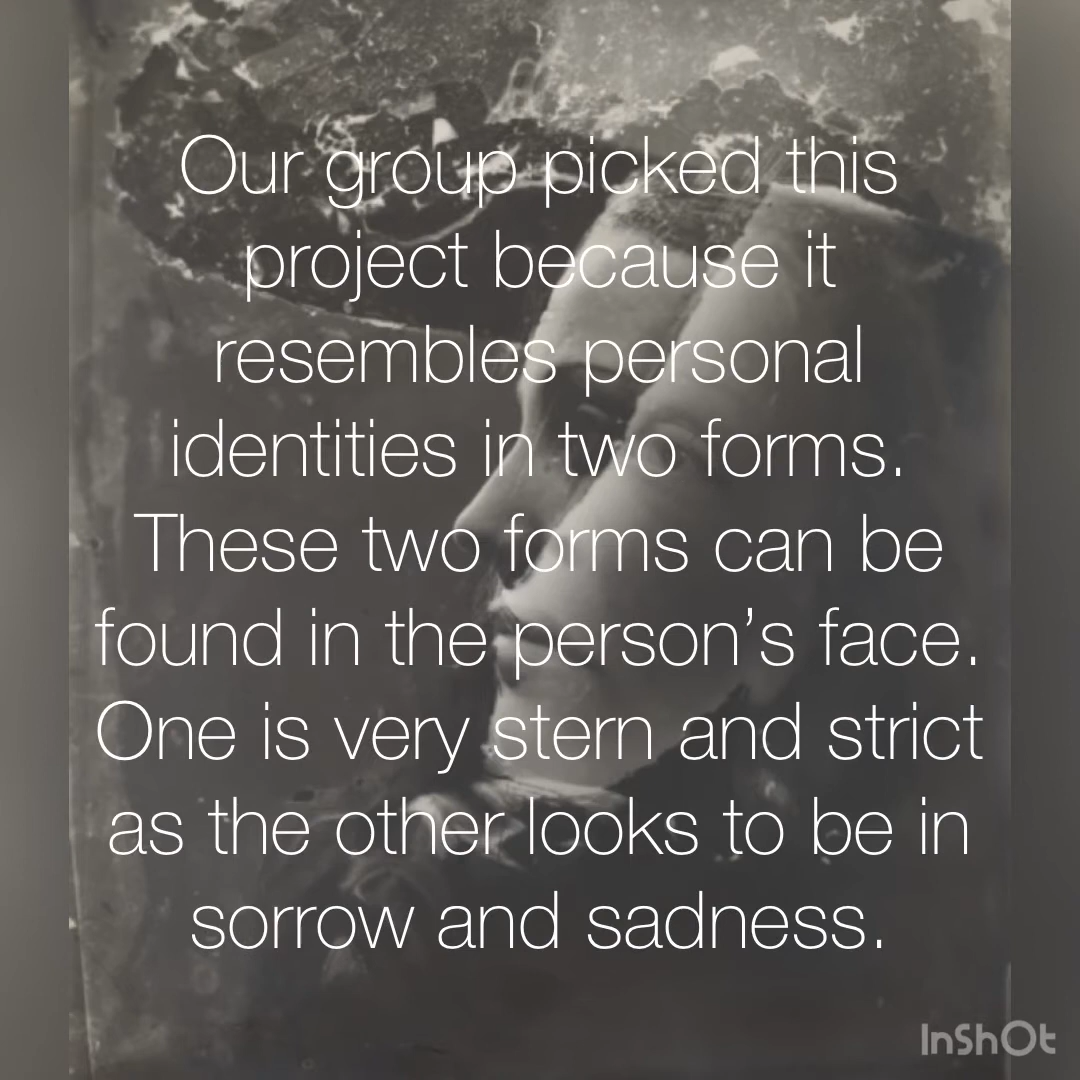 Our group picked this
project because it
resembles personal
identities in two forms.
These two forms can be
found in the person’s face.
One is very stern and strict
as the other looks to be in
sorrow and sadness.
InShOt